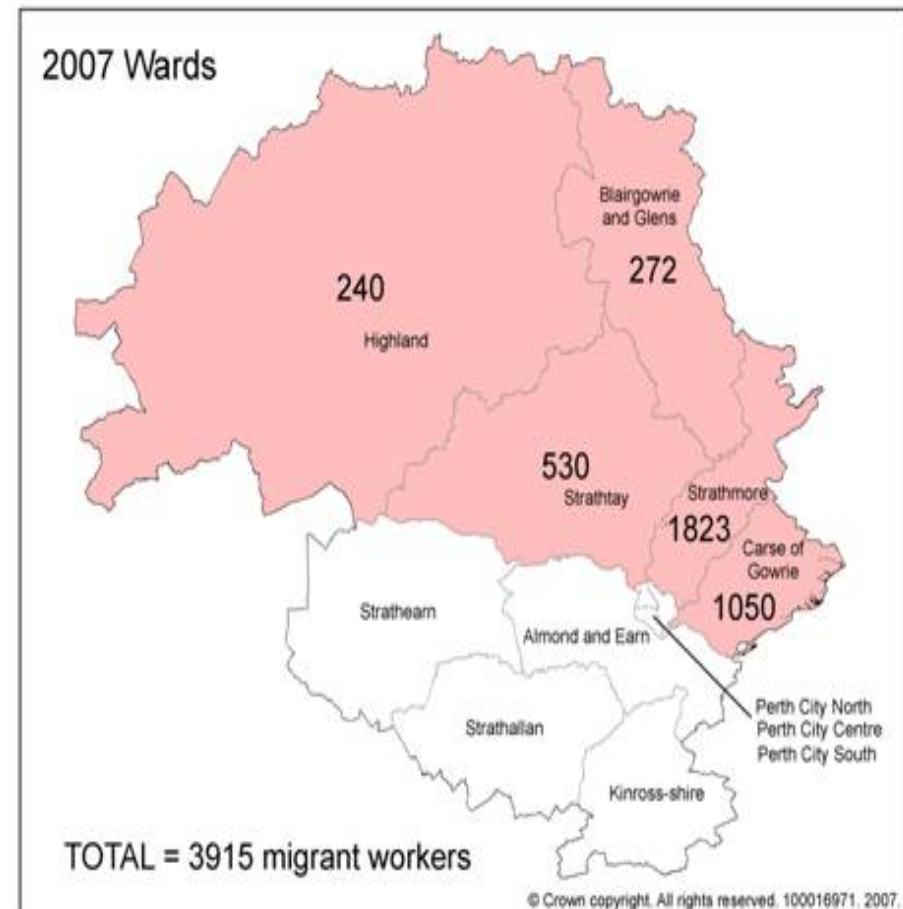 2007 Wards
Blairgowrie
and Glens
272
240
Highland
530
Strathtay
Strathmore
1823
Carse of
Gowrie
1050
Strathearn
Almond and Earn
Strathallan
Perth City North
Perth City Centre
Perth City South
Kinross-shire
TOTAL = 3915 migrant workers
© Crown copyright. All rights reserved. 100016971. 2007.